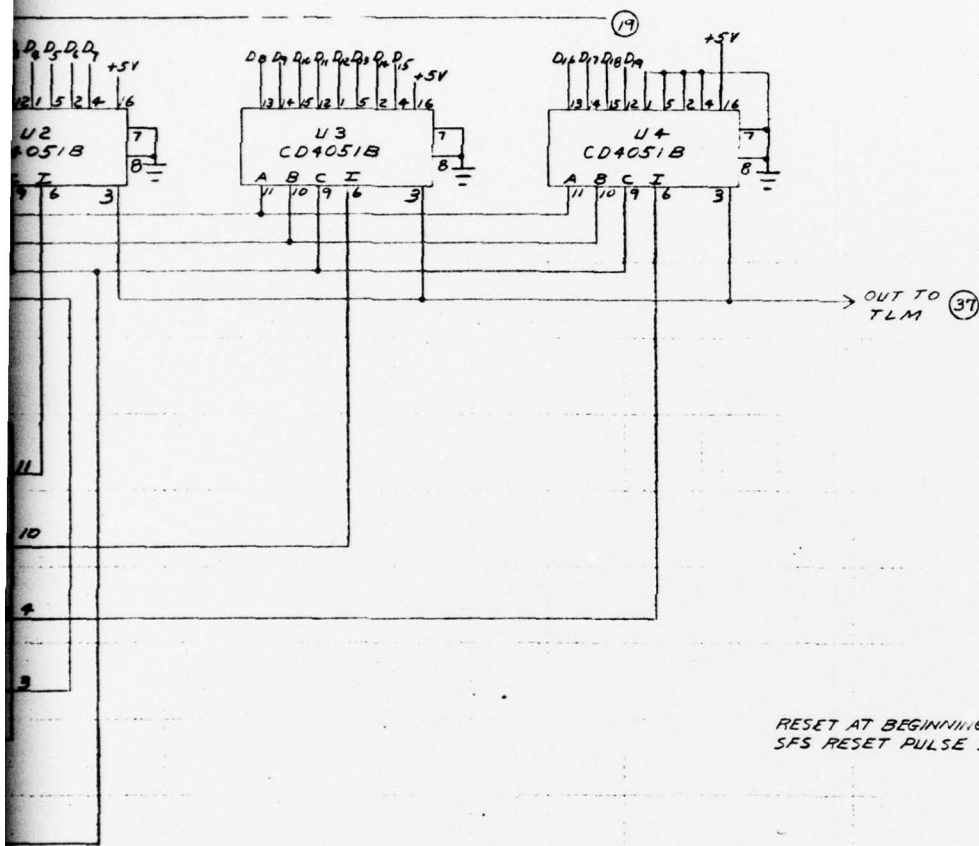 19
+5V
D4 D5 D6 D7
+5V
D8 D9 D10 D11 D12 D13 D14 D15
+5V
D16 D17 D18 D19
12 1 5 2 4 16
13 14 15 12 1 5 2 4 16
13 14 15 12 1 5 2 4 16
U2
4051B
7
8
U3
CD4051B
7
8
U4
CD4051B
7
8
I
9 6 3
A B C I
11 10 9 6 3
A B C I
11 10 9 6 3
OUT TO
TLM
37
11
10
4
3
RESET AT BEGINNING
SFS RESET PULSE